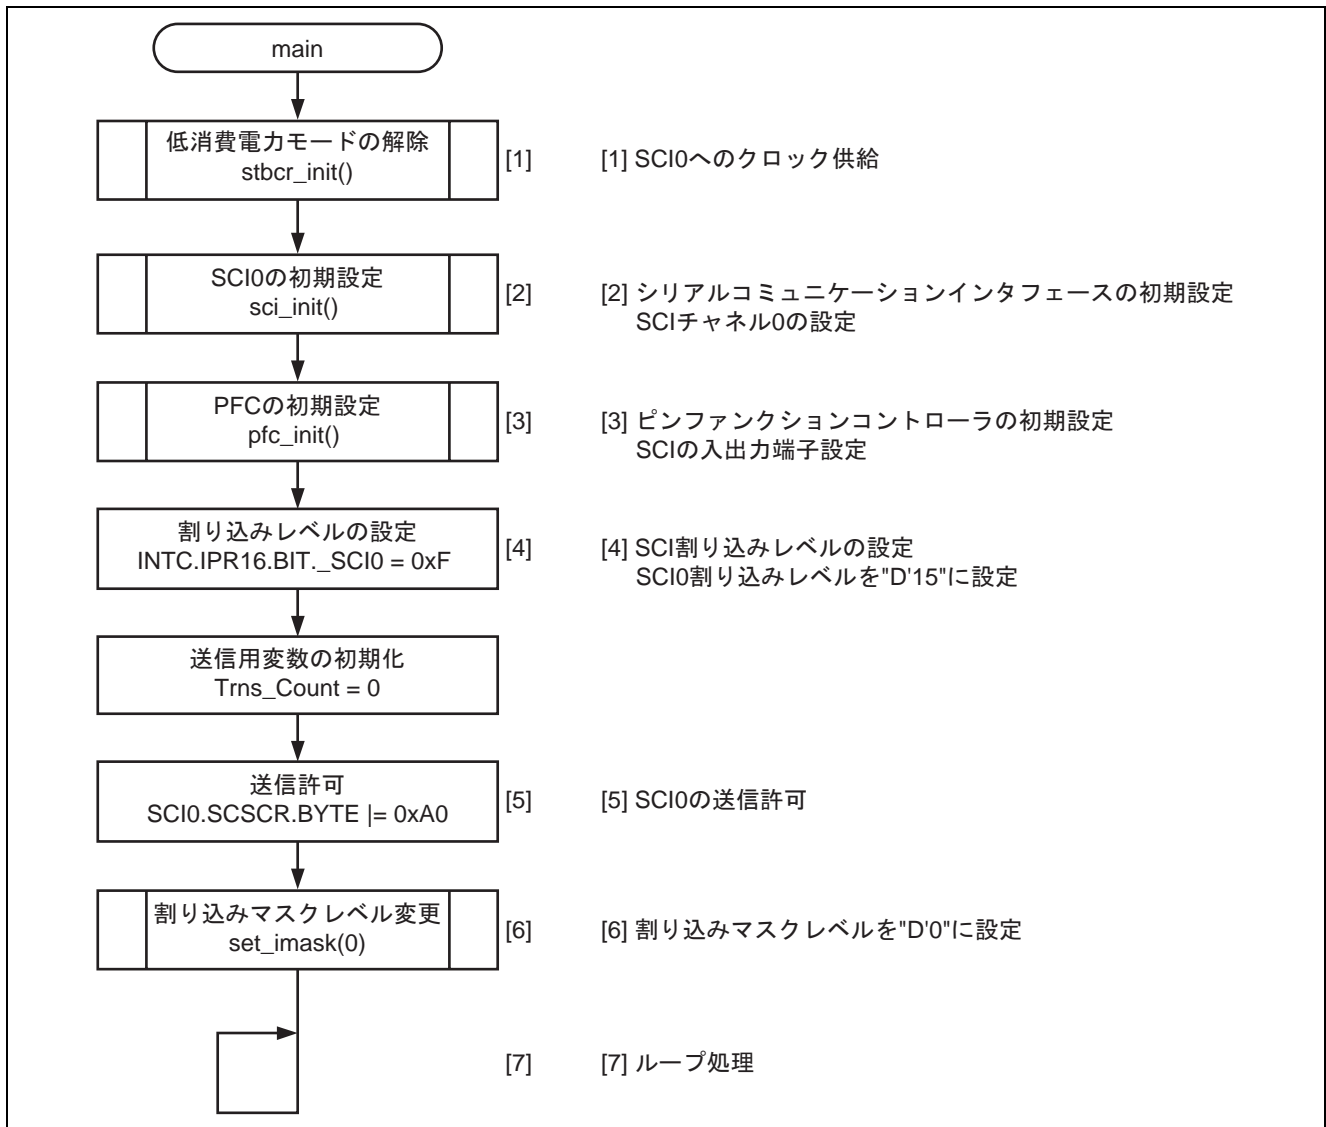 main
低消費電力モードの解除
stbcr_init()
[1]
[1] SCI0へのクロック供給
SCI0の初期設定
sci_init()
[2]
[2] シリアルコミュニケーションインタフェースの初期設定
SCIチャネル0の設定
PFCの初期設定
pfc_init()
[3]
[3] ピンファンクションコントローラの初期設定
SCIの入出力端子設定
割り込みレベルの設定
INTC.IPR16.BIT._SCI0 = 0xF
[4]
[4] SCI割り込みレベルの設定
SCI0割り込みレベルを"D'15"に設定
送信用変数の初期化
Trns_Count = 0
送信許可
SCI0.SCSCR.BYTE |= 0xA0
[5]
[5] SCI0の送信許可
割り込みマスクレベル変更
set_imask(0)
[6]
[6] 割り込みマスクレベルを"D'0"に設定
[7]
[7] ループ処理